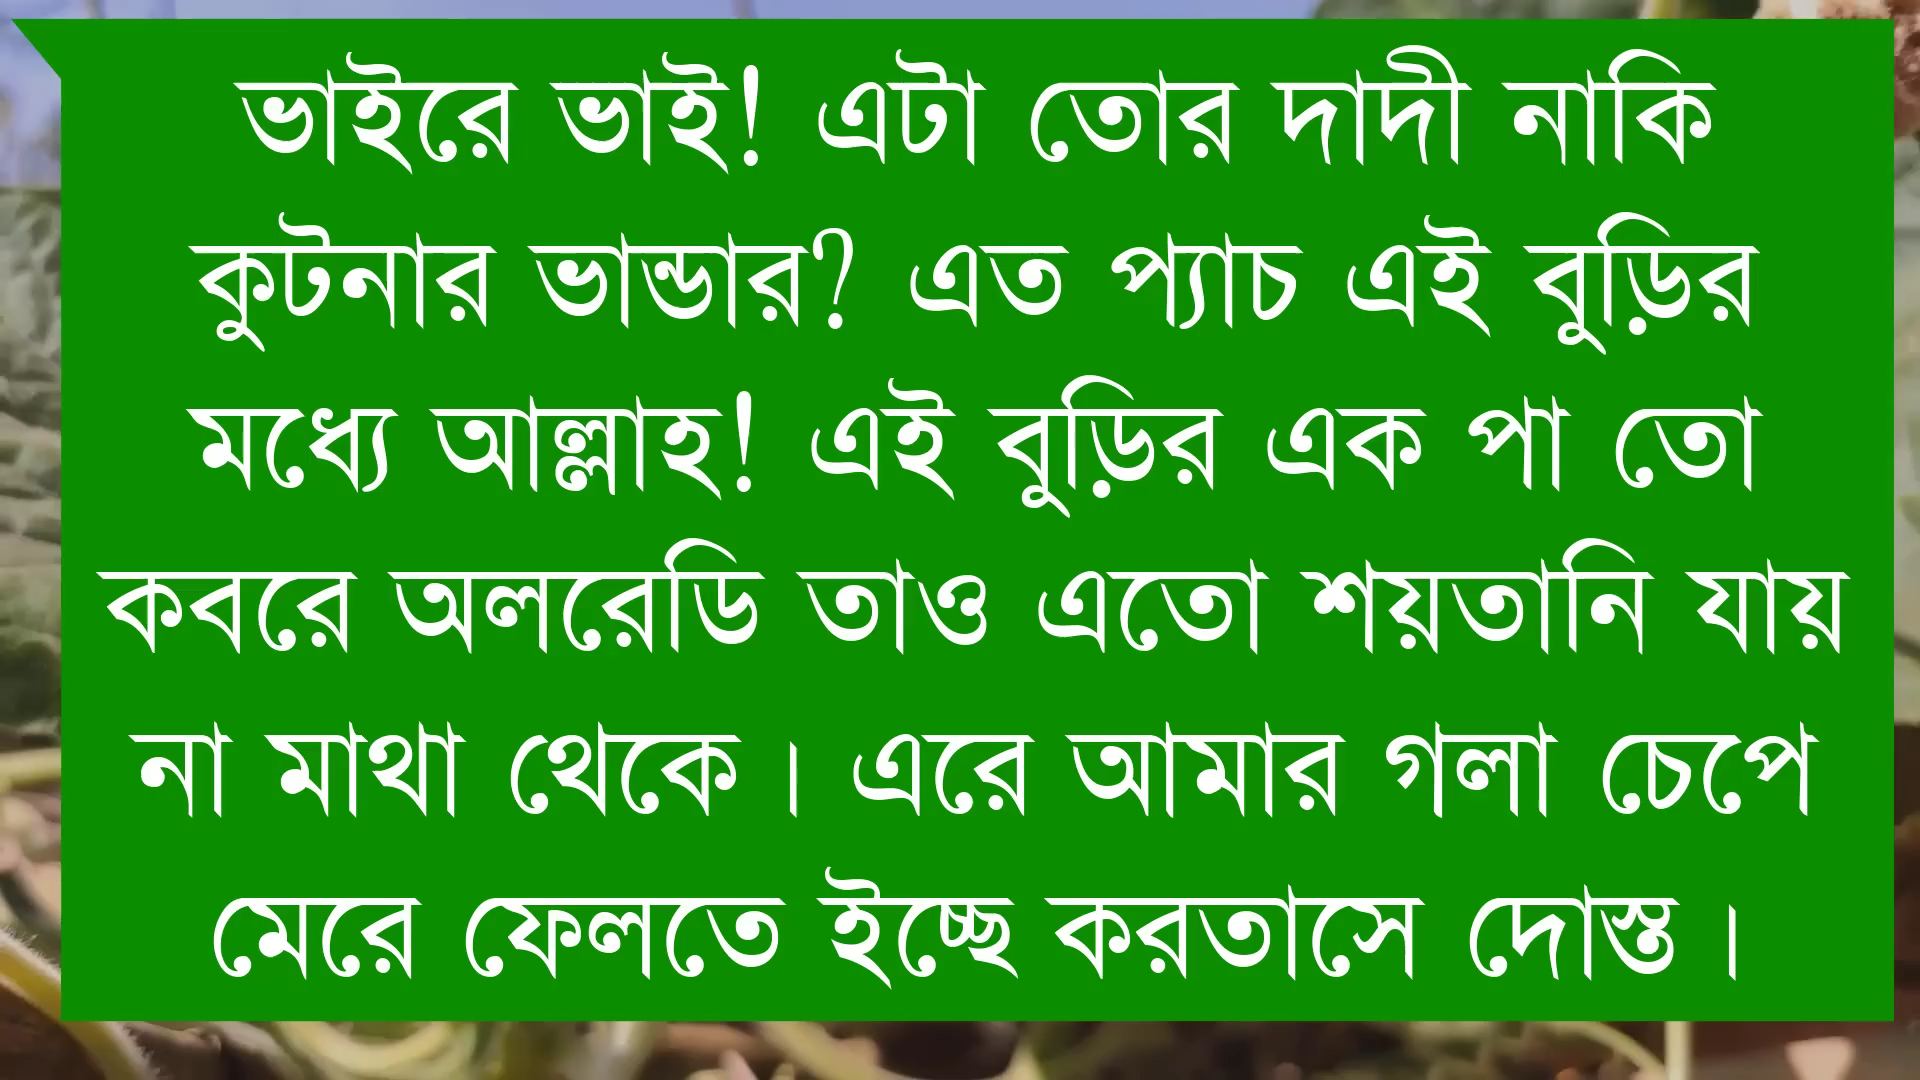 ভাইরে ভাই! এটা তোর দাদী নাকি
কুটনার ভান্ডার? এত প্যাচ এই বুড়ির
মধ্যে আল্লাহ! এই বুড়ির এক পা তো
কবরে অলরেডি তাও এতো শয়তানি যায়
না মাথা থেকে। এরে আমার গলা চেপে
মেরে ফেলতে ইচ্ছে করতাসে দোস্ত।